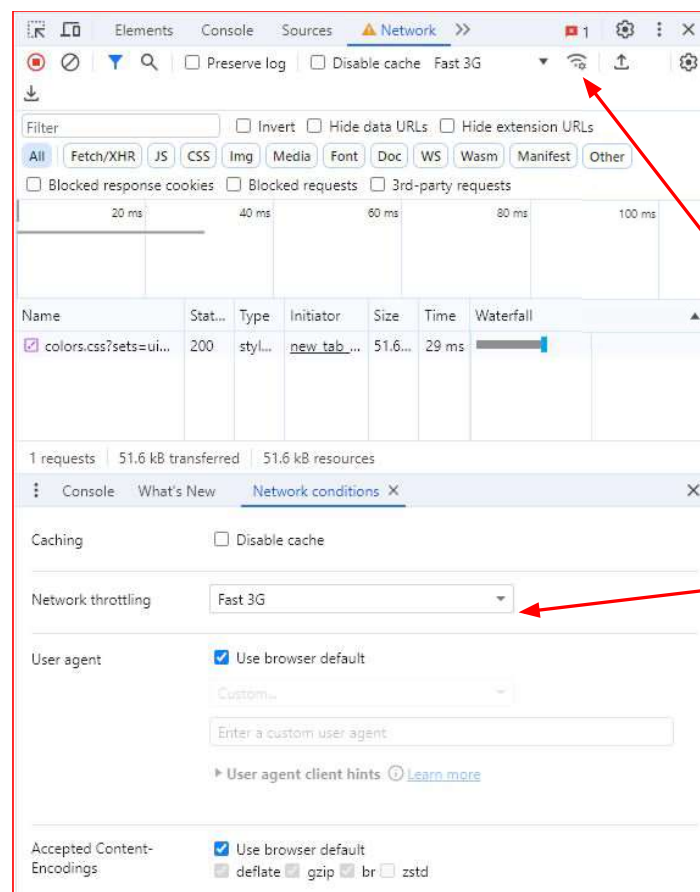 Elements Console Sources Network 1
Preserve log Disable cache Fast 3G
Filter Invert Hide data URLs Hide extension URLs
All Fetch/XHR JS CSS Img Media Font Doc WS Wasm Manifest Other
Blocked response cookies Blocked requests 3rd-party requests
20 ms 40 ms 60 ms 80 ms 100 ms
Name Stat... Type Initiator Size Time Waterfall
colors.css?sets=ui... 200 styl... new_tab_... 51.6... 29 ms
1 requests 51.6 kB transferred 51.6 kB resources
Console What's New Network conditions
Caching Disable cache
Network throttling Fast 3G
User agent Use browser default
Custom...
Enter a custom user agent
User agent client hints Learn more
Accepted Content- Use browser default
Encodings deflate gzip br zstd